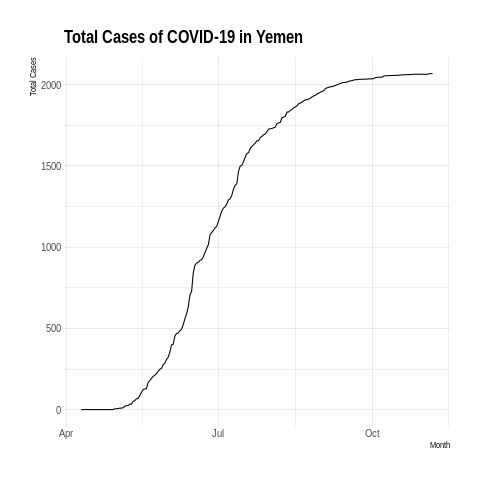 Total Cases of COVID-19 in Yemen
Total Cases
2000
1500
1000
500
0
Apr
Jul
Oct
Month